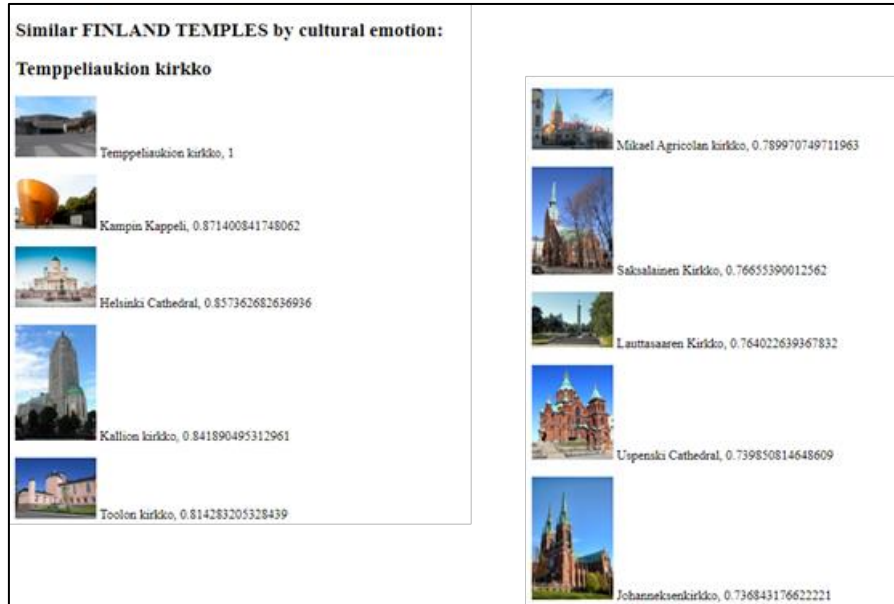 Similar FINLAND TEMPLES by cultural emotion:
Temppeliaukion kirkko
Temppeliaukion kirkko, 1
Kampin Kappeli, 0.871400841748062
Helsinki Cathedral, 0.857362682636936
Kallion kirkko, 0.841890495312961
Toolon kirkko, 0.814283205328439
Mikael Agricolan kirkko, 0.789970749711963
Saksalainen Kirkko, 0.76655390012562
Lauttasaaren Kirkko, 0.764022639367832
Uspenski Cathedral, 0.739850814648609
Johanneksenkirkko, 0.736843176622221